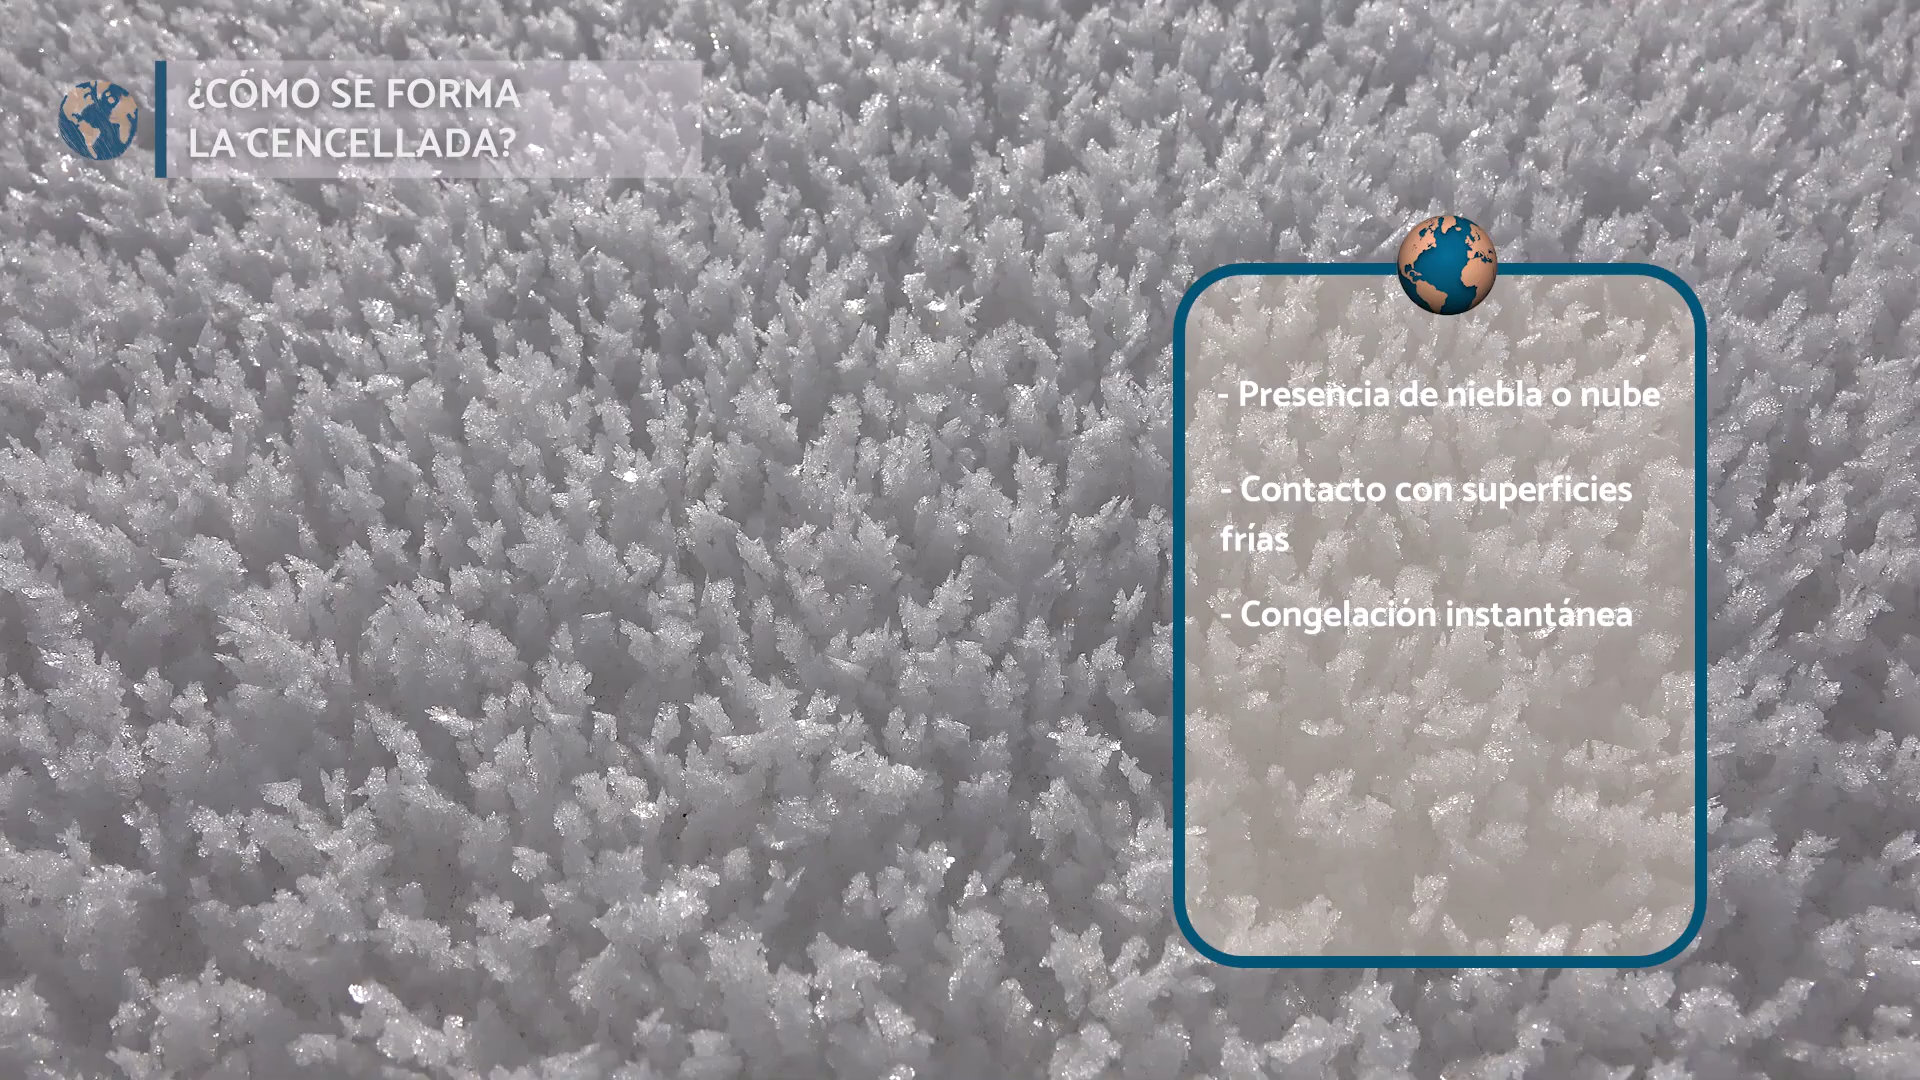 ¿CÓMO SE FORMA
LA CENCELLADA?
- Presencia de niebla o nube
- Contacto con superficies
frías
- Congelación instantánea